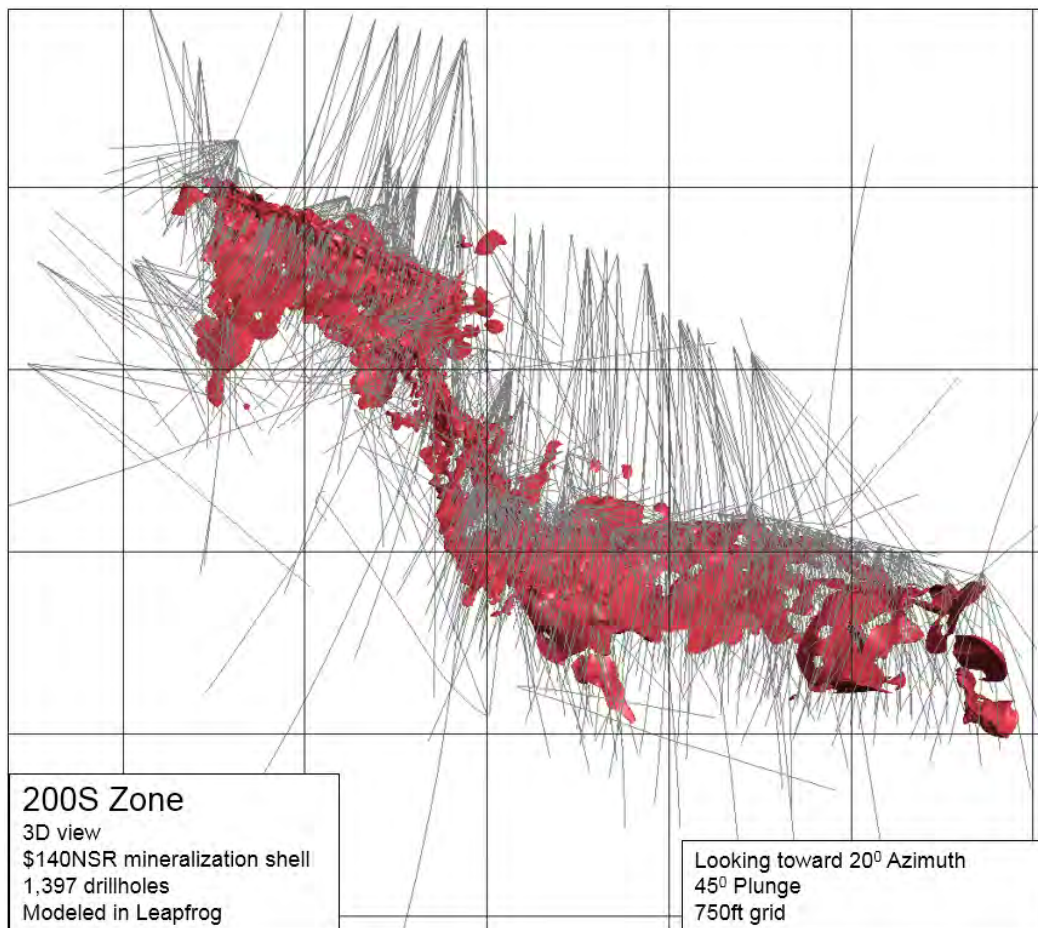 200S Zone
3D view
$140NSR mineralization shell
1,397 drillholes
Modeled in Leapfrog
Looking toward 20⁰ Azimuth
45⁰ Plunge
750ft grid